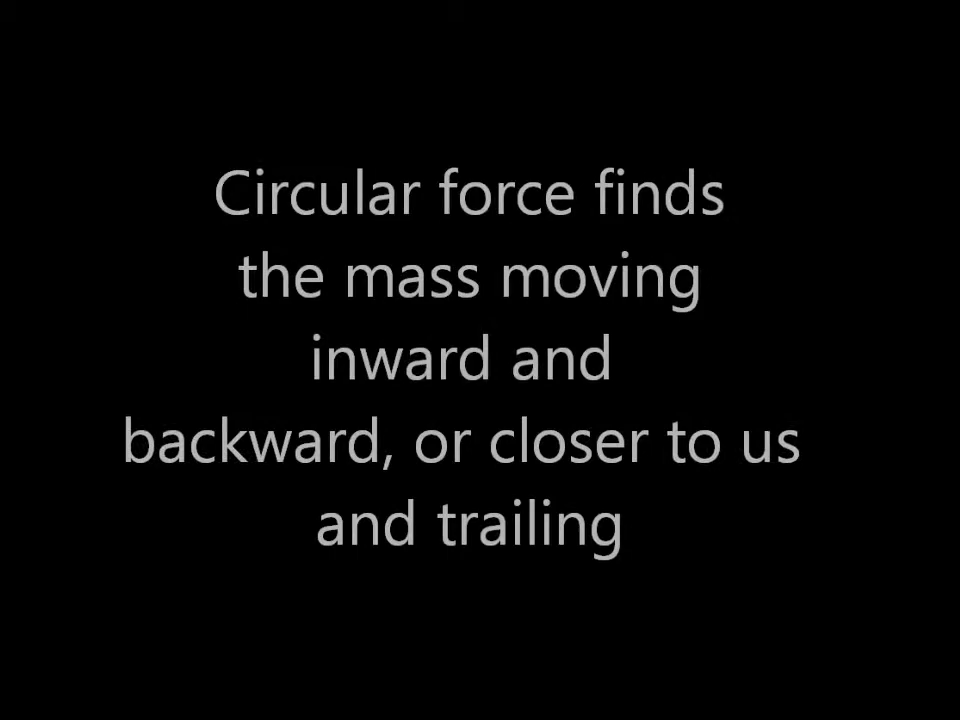 Circular force finds
the mass moving
inward and
backward, or closer to us
and trailing